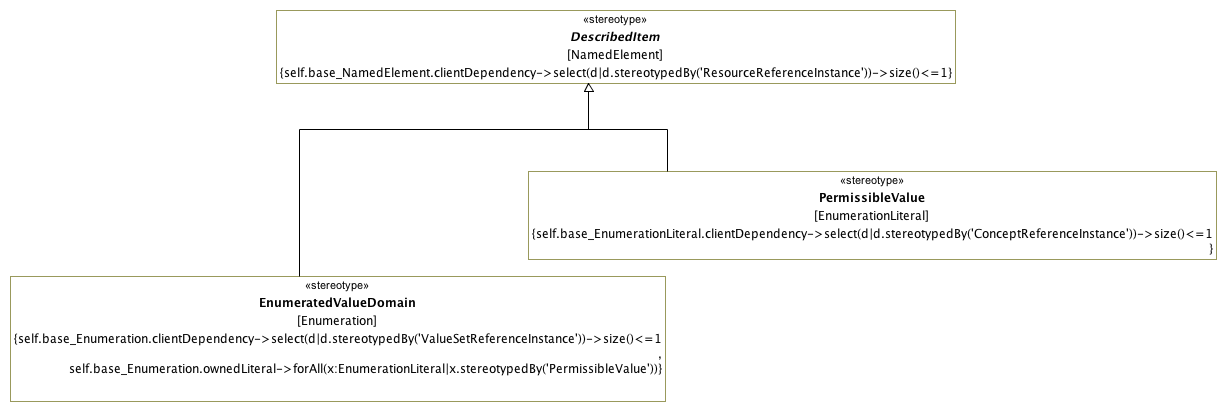 «stereotype»
DescribedItem
[NamedElement]
{self.base_NamedElement.clientDependency->select(d|d.stereotypedBy('ResourceReferenceInstance'))->size()<=1}
«stereotype»
PermissibleValue
[EnumerationLiteral]
{self.base_EnumerationLiteral.clientDependency->select(d|d.stereotypedBy('ConceptReferenceInstance'))->size()<=1
}
«stereotype»
EnumeratedValueDomain
[Enumeration]
{self.base_Enumeration.clientDependency->select(d|d.stereotypedBy('ValueSetReferenceInstance'))->size()<=1
,
self.base_Enumeration.ownedLiteral->forAll(x:EnumerationLiteral|x.stereotypedBy('PermissibleValue'))}